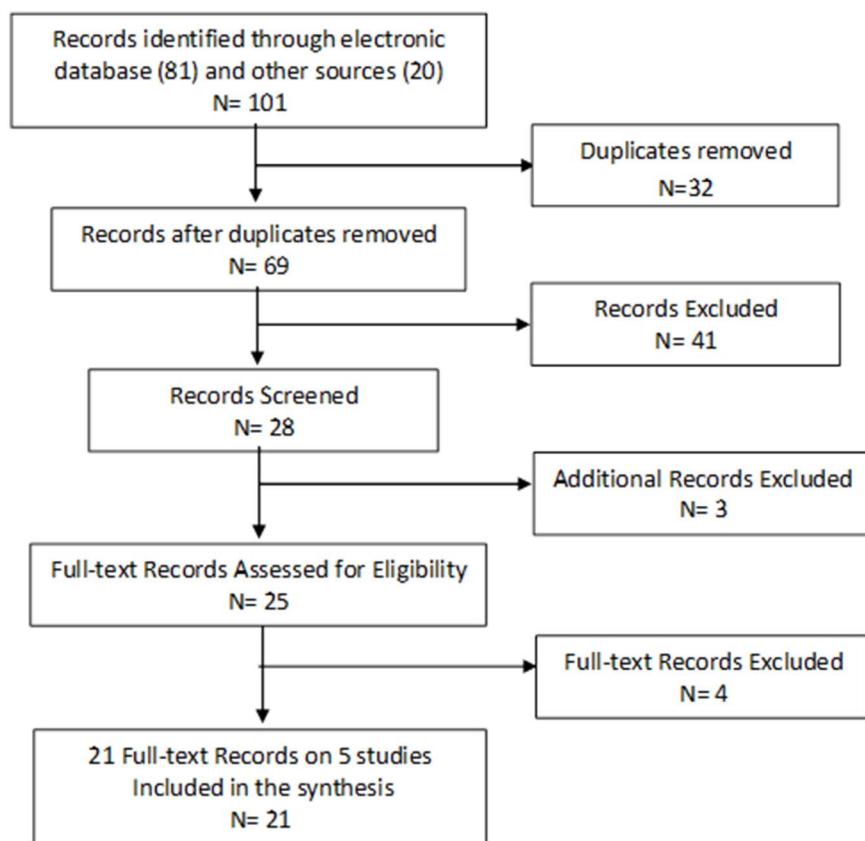 Records identified through electronic
database (81) and other sources (20)
N= 101
Duplicates removed
N=32
Records after duplicates removed
N= 69
Records Excluded
N= 41
Records Screened
N= 28
Additional Records Excluded
N= 3
Full-text Records Assessed for Eligibility
N= 25
Full-text Records Excluded
N= 4
21 Full-text Records on 5 studies
Included in the synthesis
N= 21